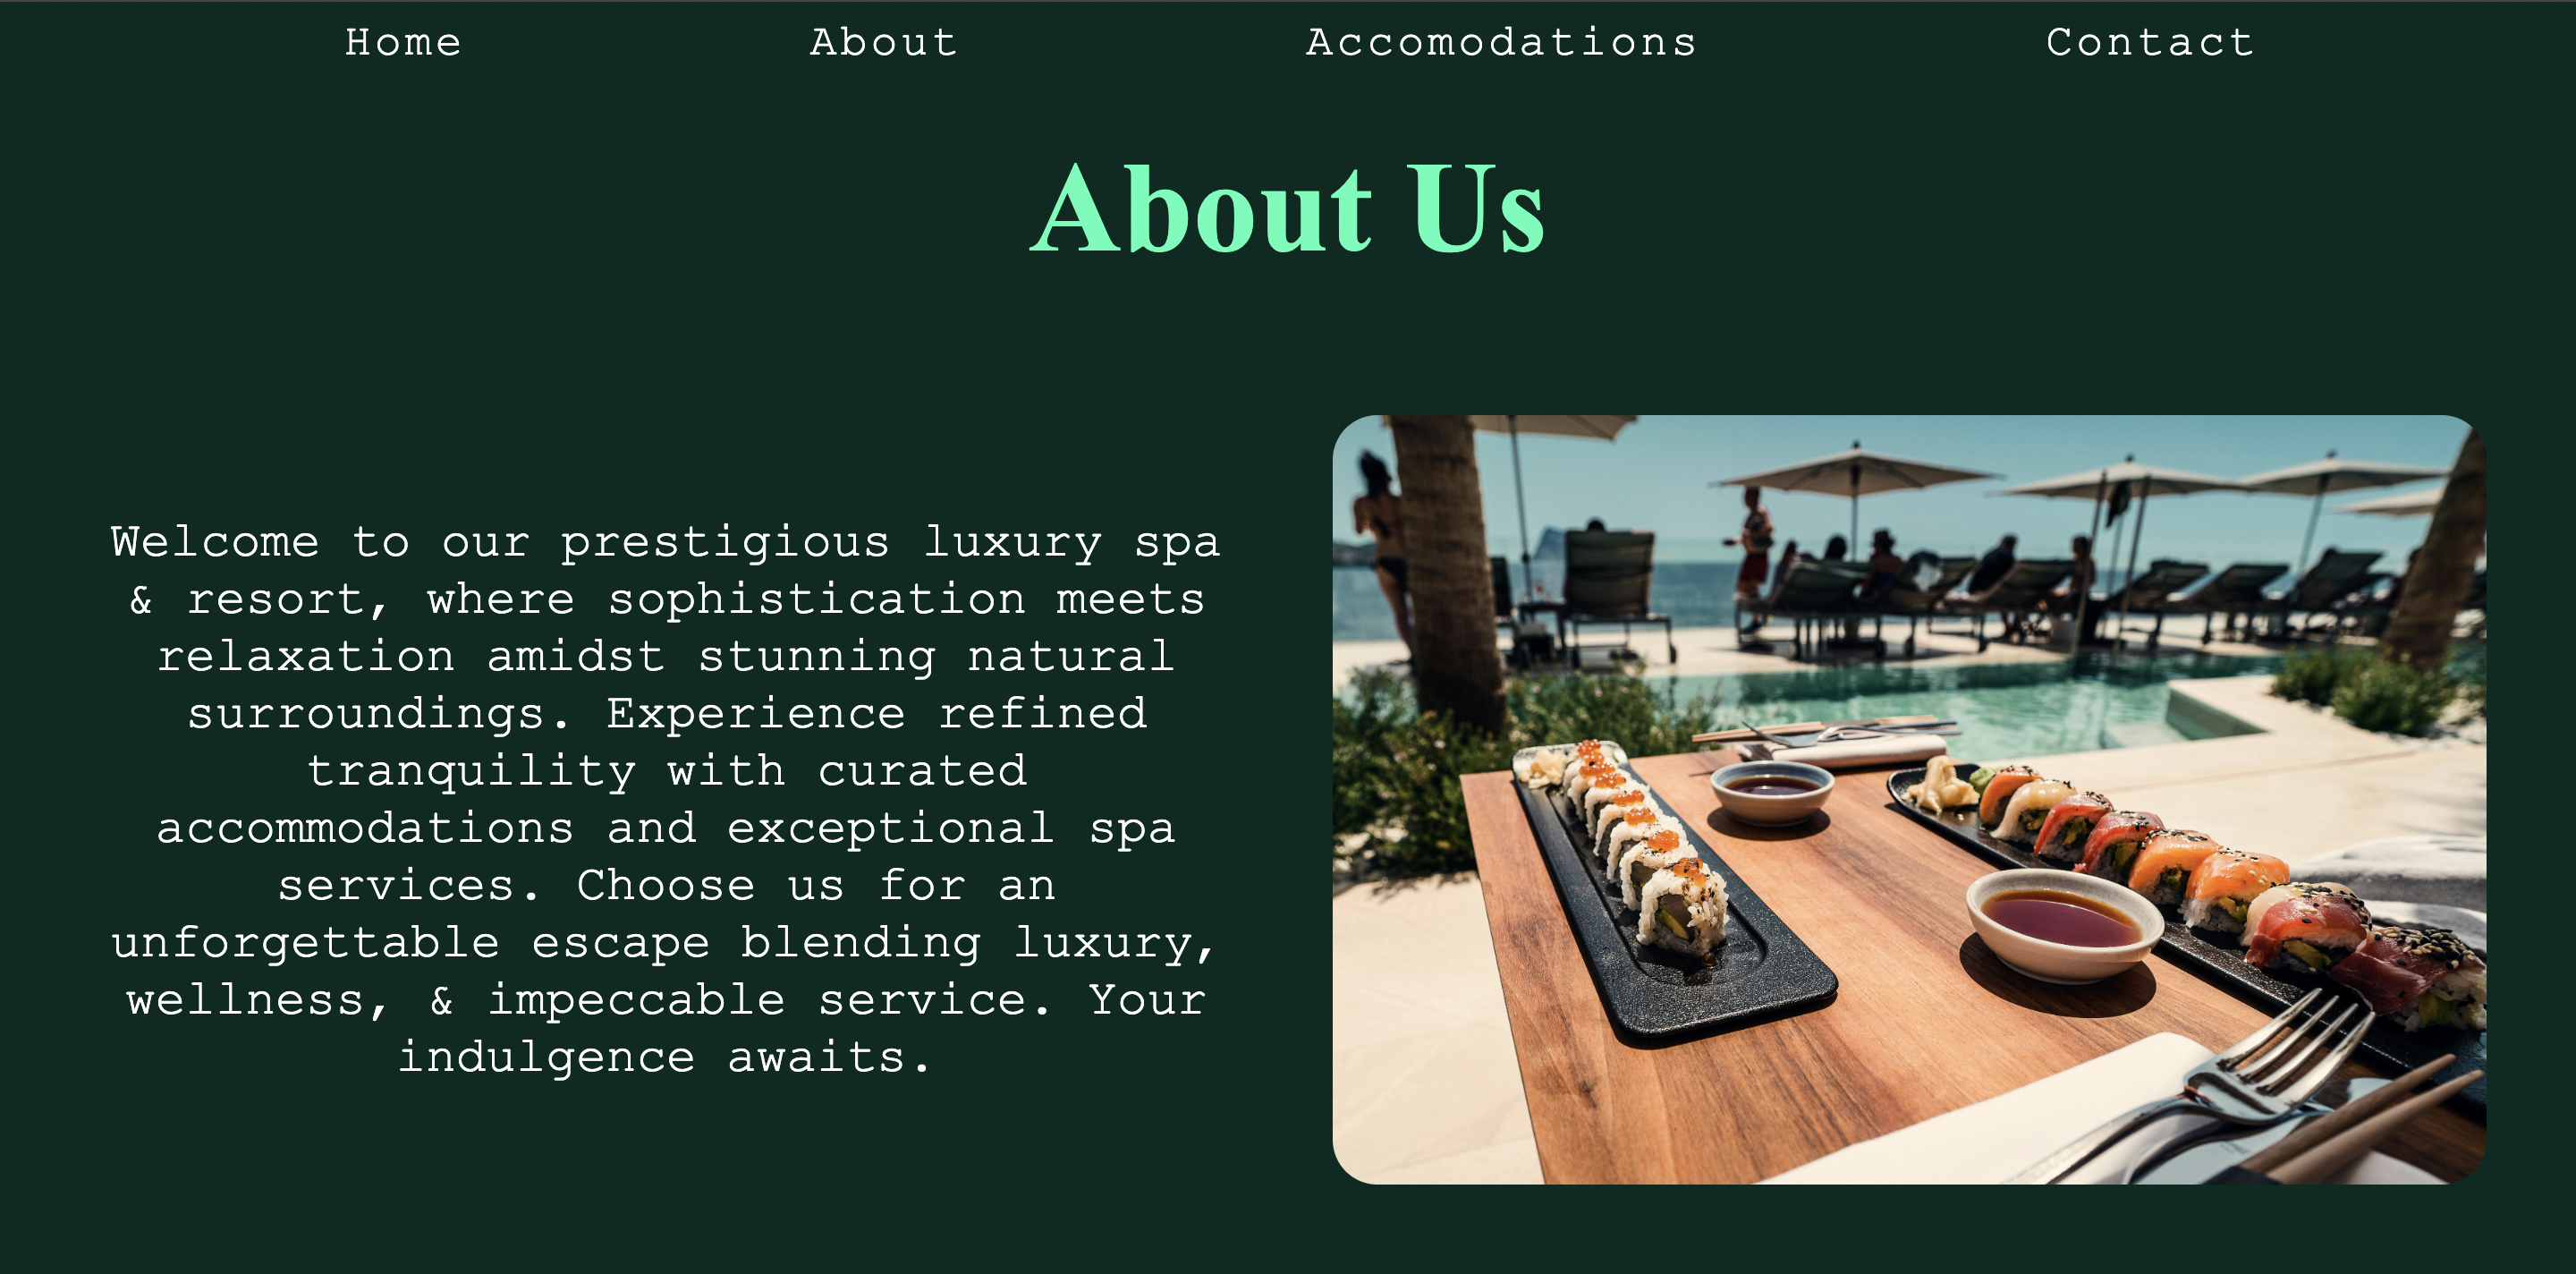 Home About Accomodations Contact
About Us
Welcome to our prestigious luxury spa
& resort, where sophistication meets
relaxation amidst stunning natural
surroundings. Experience refined
tranquility with curated
accommodations and exceptional spa
services. Choose us for an
unforgettable escape blending luxury,
wellness, & impeccable service. Your
indulgence awaits.